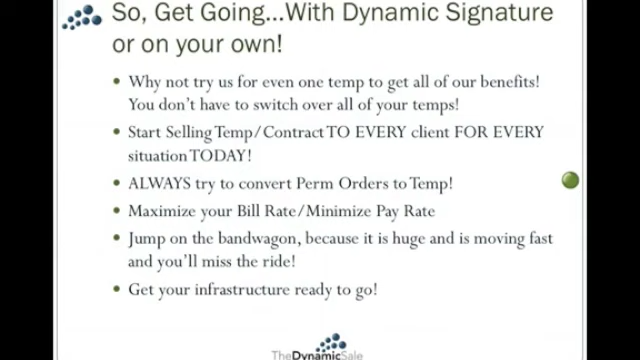 So, Get Going...With Dynamic Signature
or on your own!
• Why not try us for even one temp to get all of our benefits!
You don't have to switch over all of your temps!
• Start Selling Temp/Contract TO EVERY client FOR EVERY
situation TODAY!
• ALWAYS try to convert Perm Orders to Temp!
• Maximize your Bill Rate/Minimize Pay Rate
• Jump on the bandwagon, because it is huge and is moving fast
and you'll miss the ride!
• Get your infrastructure ready to go!
TheDynamicSale